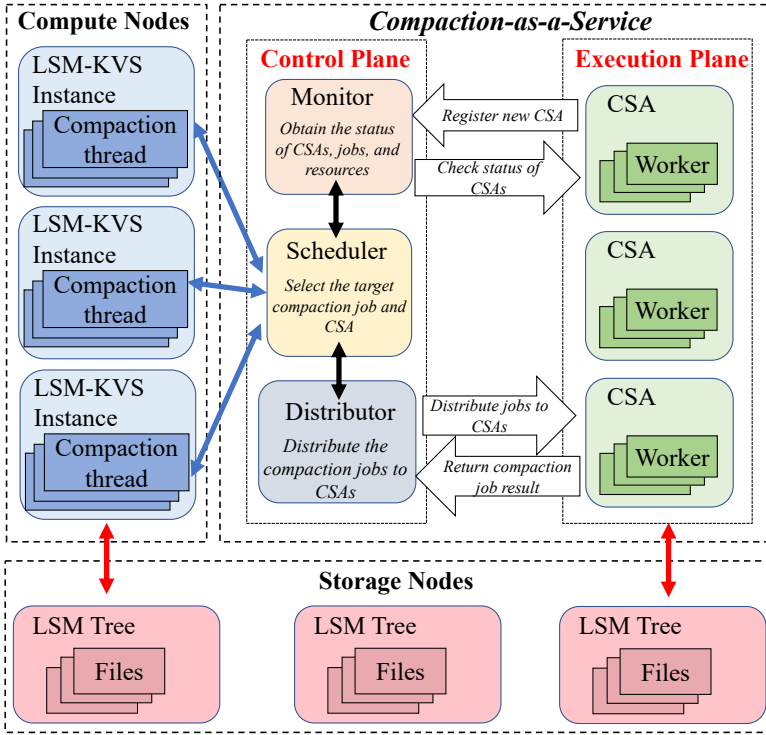 Compute Nodes
LSM-KVS
Instance
Compaction
thread
LSM-KVS
Instance
Compaction
thread
LSM-KVS
Instance
Compaction
thread
Compaction-as-a-Service
Control Plane
Monitor
Obtain the status
of CSAs, jobs, and
resources
Scheduler
Select the target
compaction job and
CSA
Distributor
Distribute the
compaction jobs to
CSAs
Register new CSA
Check status of
CSAs
Distribute jobs to
CSAs
Return compaction
job result
Execution Plane
CSA
Worker
CSA
Worker
CSA
Worker
Storage Nodes
LSM Tree
Files
LSM Tree
Files
LSM Tree
Files